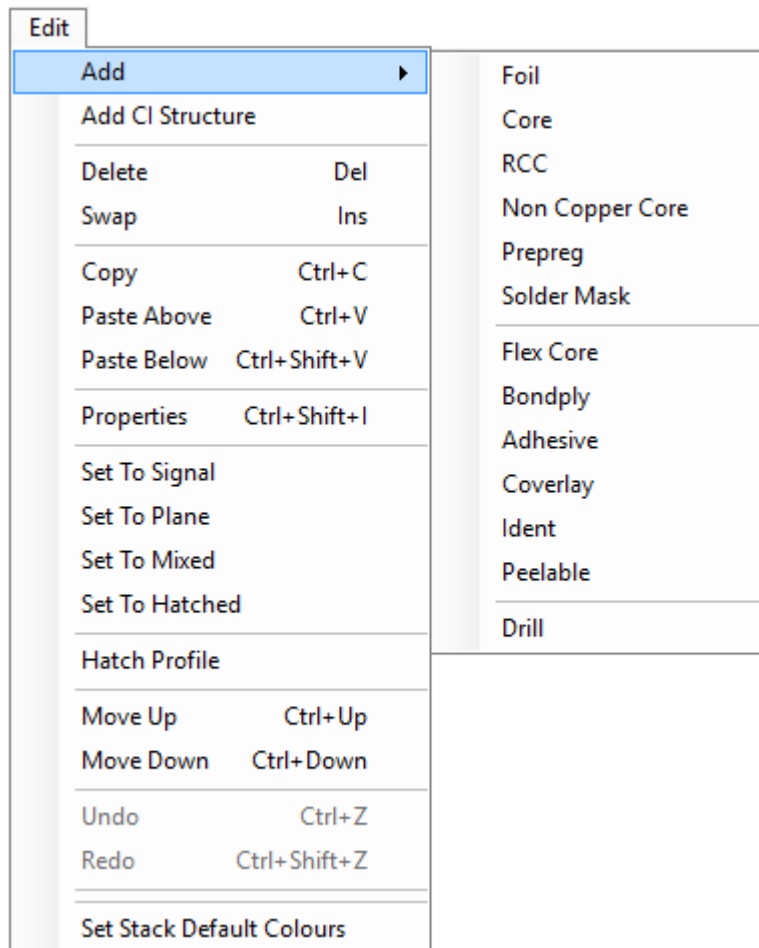 Edit
Add
Add CI Structure
Delete Del
Swap Ins
Copy Ctrl+C
Paste Above Ctrl+V
Paste Below Ctrl+Shift+V
Properties Ctrl+Shift+I
Set To Signal
Set To Plane
Set To Mixed
Set To Hatched
Hatch Profile
Move Up Ctrl+Up
Move Down Ctrl+Down
Undo Ctrl+Z
Redo Ctrl+Shift+Z
Set Stack Default Colours
Foil
Core
RCC
Non Copper Core
Prepreg
Solder Mask
Flex Core
Bondply
Adhesive
Coverlay
Ident
Peelable
Drill